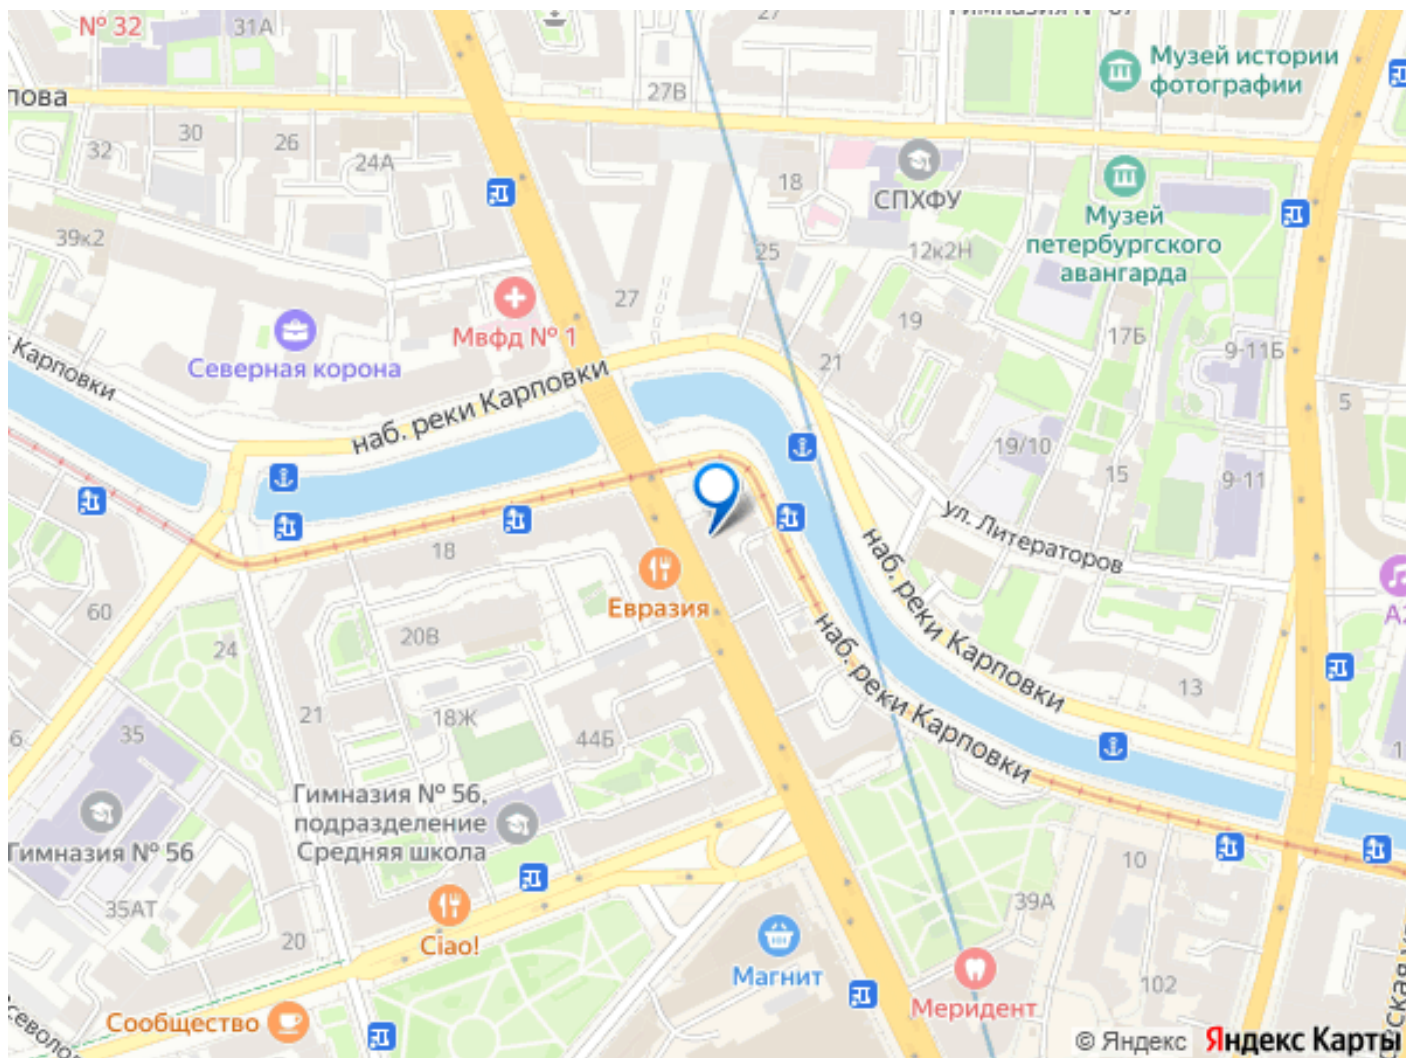 № 32
31А
27
27В
Музей истории
фотографии
32
30
26
24А
18
СПХФУ
Музей
петербургского
авангарда
39к2
25
12к2Н
27
Мвфд № 1
Северная корона
Карповки
наб. реки Карповки
19
21
17Б
9-11Б
5
19/10
15
9-11
ул. Литераторов
18
Евразия
60
20В
24
наб. реки Карповки
наб. реки Карповки
13
21
18Ж
44Б
35
Гимназия № 56,
подразделение
Средняя школа
Гимназия № 56
10
35АТ
20
Ciao!
39А
Магнит
Меридент
102
Сообщество
© Яндекс
Яндекс Карты